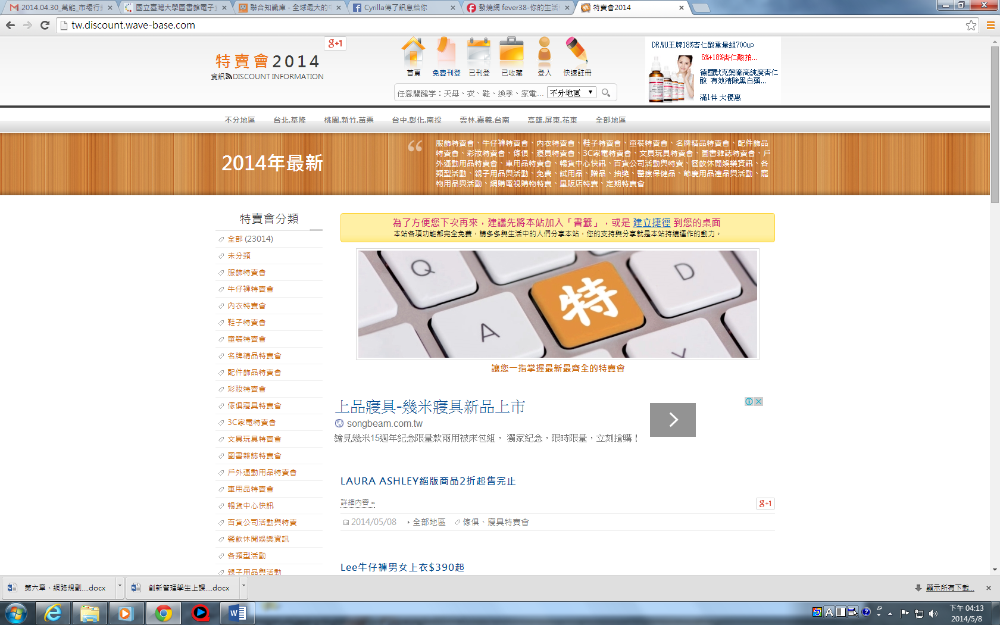 2014.04.30_萬能_市場行
國立臺灣大學圖書館電子
聯合知識庫 - 全球最大的
Cyrilla傳了訊息給你
發燒網 fever38-你的生活
特賣會2014
tw.discount.wave-base.com
g+1
特賣會2014
資訊 DISCOUNT INFORMATION
首頁
免費刊登
已刊登
已收藏
登入
快速註冊
任意關鍵字：天母、衣、鞋、換季、家電...
不分地區
DR.WU王牌18%杏仁酸重量組700up
6%+18%杏仁酸拍...
德國默克藥廠高純度杏仁
酸 有效清除黑白頭...
滿1件 大優惠
不分地區
台北.基隆
桃園.新竹.苗栗
台中.彰化.南投
雲林.嘉義.台南
高雄.屏東.花東
全部地區
2014年最新
服飾特賣會、牛仔褲特賣會、內衣特賣會、鞋子特賣會、童裝特賣會、名牌精品特賣會、配件飾品
特賣會、彩妝特賣會、傢俱、寢具特賣會、3C家電特賣會、文具玩具特賣會、圖書雜誌特賣會、戶
外運動用品特賣會、車用品特賣會、暢貨中心快訊、百貨公司活動與特賣、餐飲休閒娛樂資訊、各
類型活動、親子用品與活動、免費、試用品、贈品、抽獎、醫療保健品、節慶用品禮品與活動、寵
物用品與活動、網購電視購物特賣、量販店特賣、定期特賣會
特賣會分類
全部 (23014)
未分類
服飾特賣會
牛仔褲特賣會
內衣特賣會
鞋子特賣會
童裝特賣會
名牌精品特賣會
配件飾品特賣會
彩妝特賣會
傢俱寢具特賣會
3C家電特賣會
文具玩具特賣會
圖書雜誌特賣會
戶外運動用品特賣會
車用品特賣會
暢貨中心快訊
百貨公司活動與特賣
餐飲休閒娛樂資訊
各類型活動
親子用品與活動
為了方便您下次再來，建議先將本站加入「書籤」，或是 建立捷徑 到您的桌面
本站各項功能都完全免費，請多多與生活中的人們分享本站，您的支持與分享就是本站持續運作的動力。
Q
特
D
A
Y
讓您一指掌握最新最齊全的特賣會
上品寢具-幾米寢具新品上市
songbeam.com.tw
繪見幾米15週年紀念限量款兩用被床包組， 獨家紀念，限時限量，立刻搶購！
LAURA ASHLEY絕版商品2折起售完止
詳細內容 »
g+1
2014/05/08
全部地區
傢俱、寢具特賣會
Lee牛仔褲男女上衣$390起
第六章、網路規劃....docx
創新管理學生上課....docx
顯示所有下載...
A
下午 04:13
2014/5/8